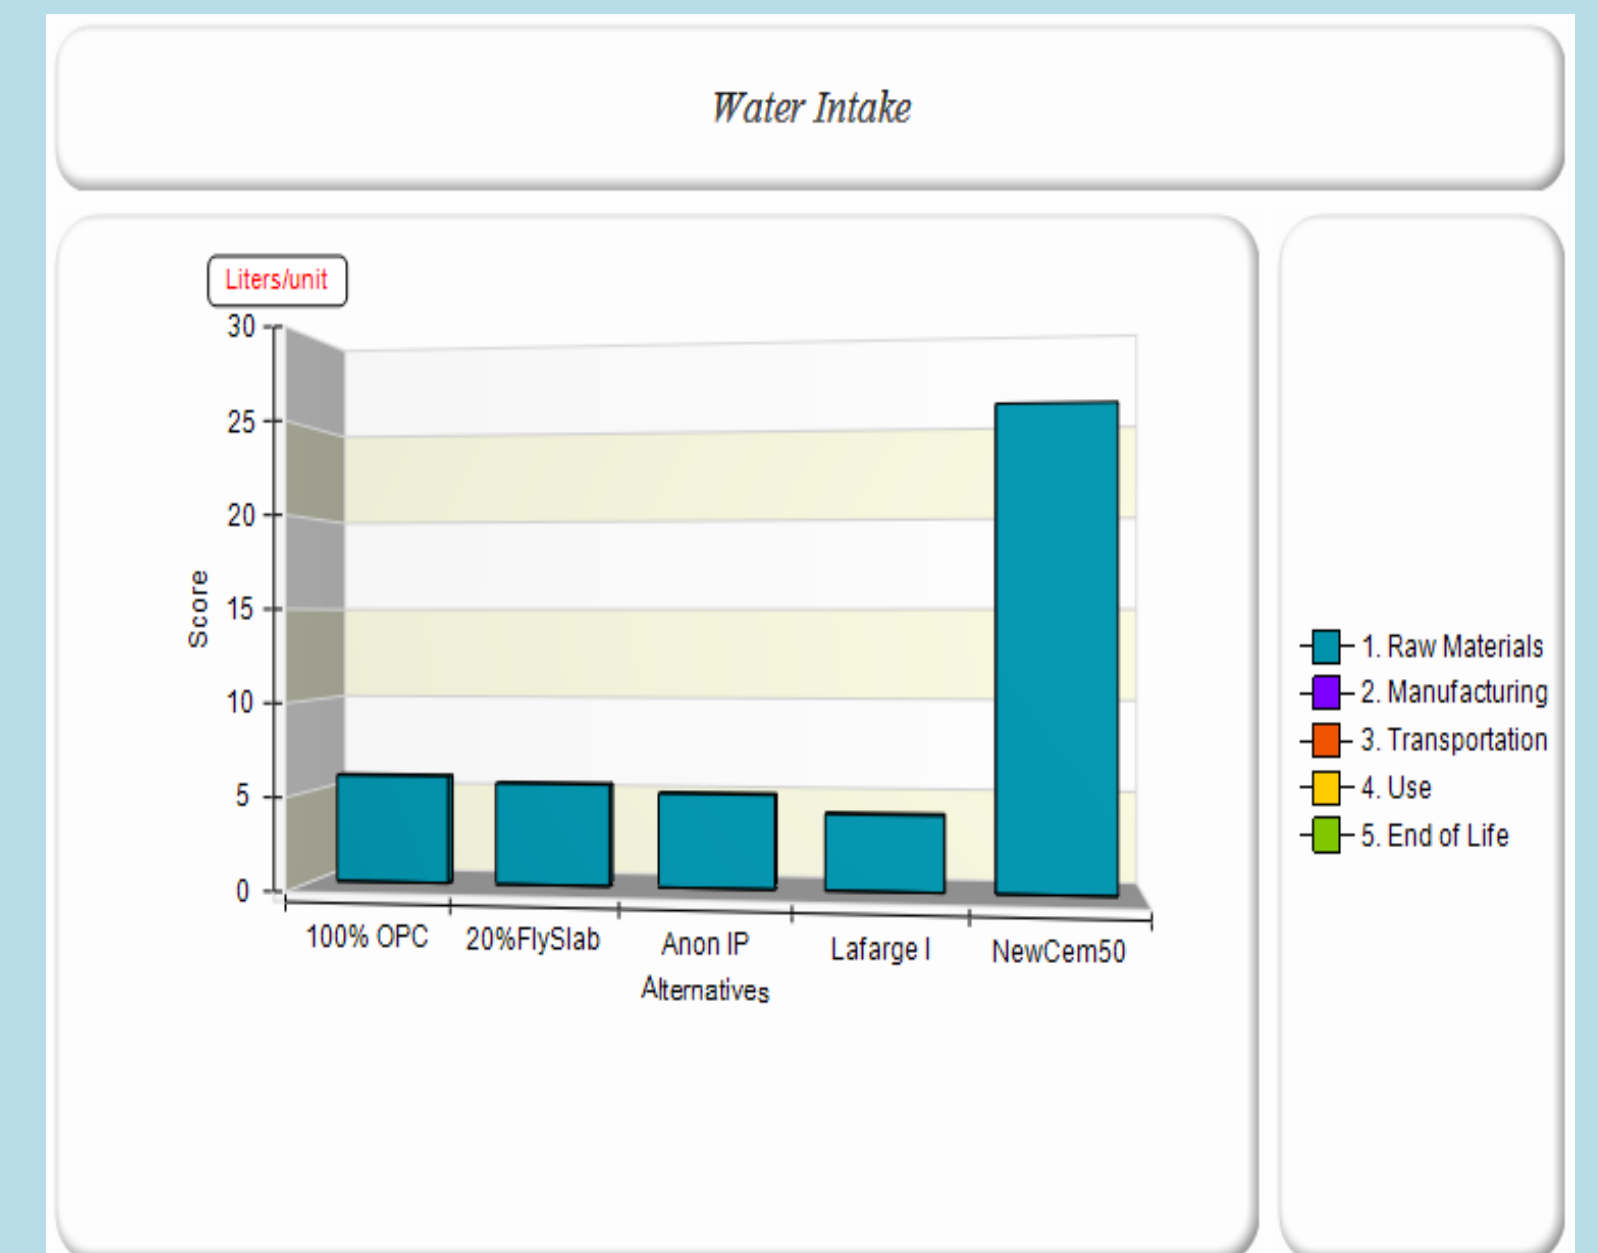 Water Intake
Liters/unit
30
25
20
15
10
5
0
Score
100% OPC
20%FlySlab
Anon IP
Lafarge I
NewCem50
Alternatives
1. Raw Materials
2. Manufacturing
3. Transportation
4. Use
5. End of Life